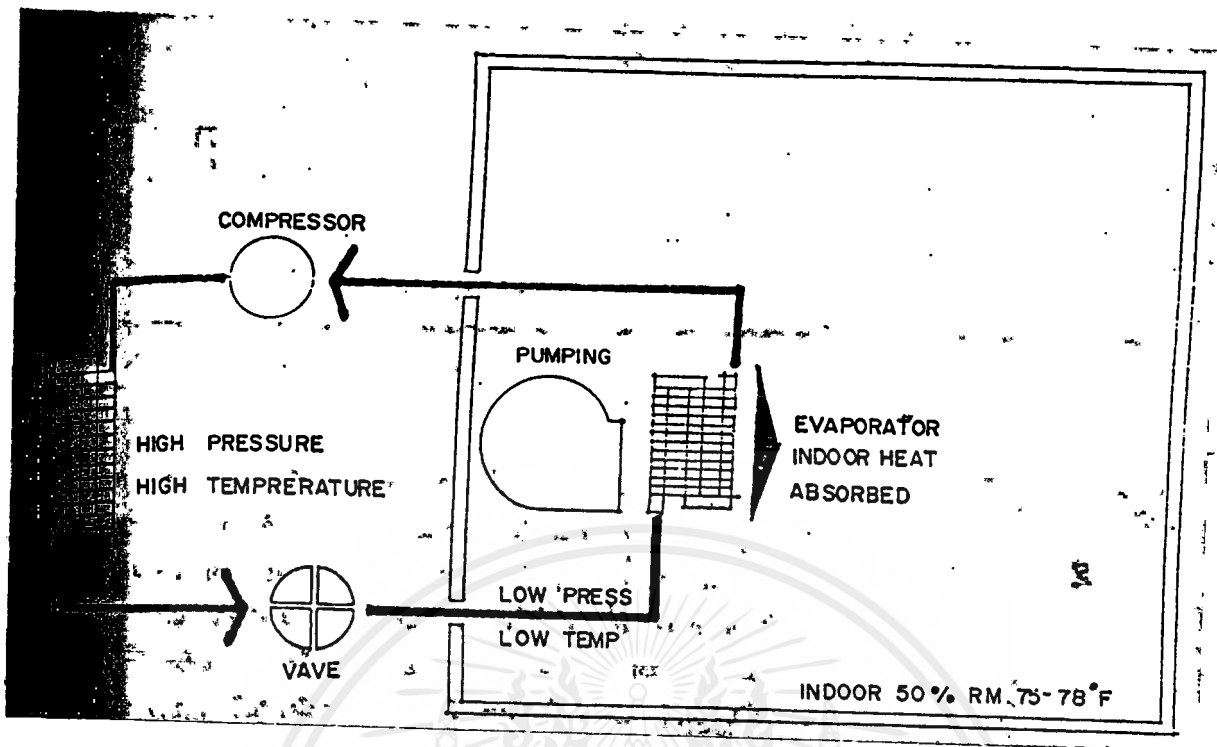 COMPRESSOR
PUMPING
HIGH PRESSURE
HIGH TEMPRERATURE
EVAPORATOR
INDOOR HEAT
ABSORBED
LOW PRESS
LOW TEMP
VAVE
INDOOR 50% RM. 75-78°F